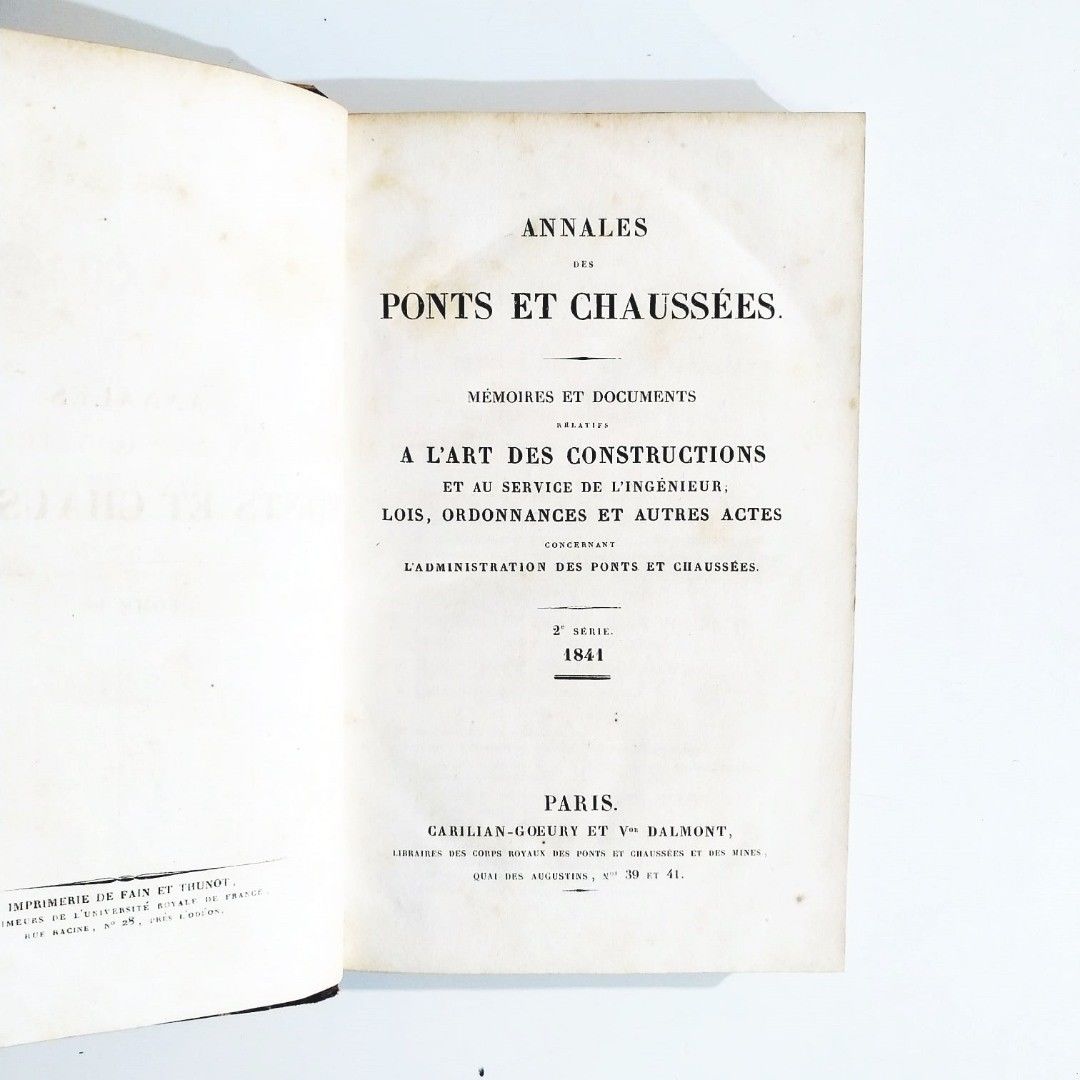 IMPRIMERIE DE FAIN ET THUNOT,
IMEURS DE L'UNIVERSITÉ ROYALE DE FRANCE,
RUE RACINE, Nº 28, PRÈS L'ODÉON.
ANNALES
DES
PONTS ET CHAUSSÉES.
MÉMOIRES ET DOCUMENTS
RELATIFS
A L'ART DES CONSTRUCTIONS
ET AU SERVICE DE L'INGÉNIEUR;
LOIS, ORDONNANCES ET AUTRES ACTES
CONCERNANT
L'ADMINISTRATION DES PONTS ET CHAUSSÉES.
2e SÉRIE.
1841
PARIS.
CARILIAN-GŒURY ET Vor DALMONT,
LIBRAIRES DES CORPS ROYAUX DES PONTS ET CHAUSSÉES ET DES MINES,
QUAI DES AUGUSTINS, Nos 39 ET 41.